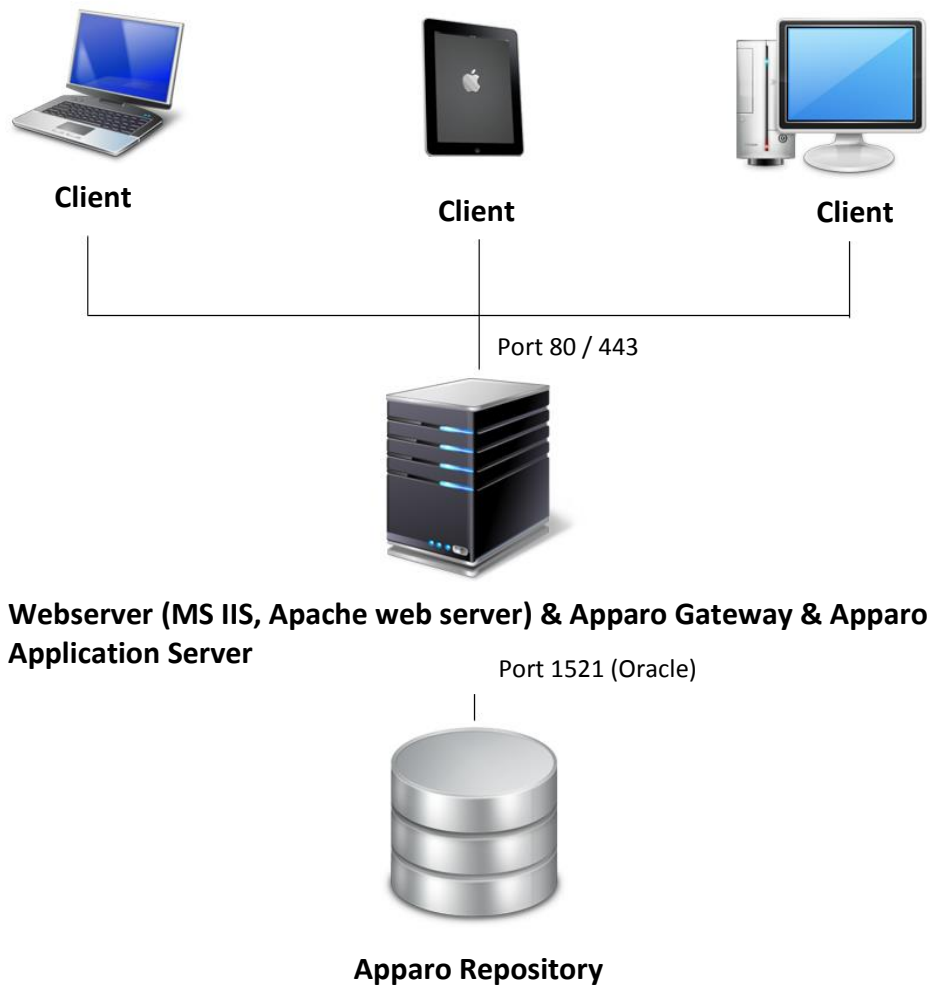 Client
Client
Client
Port 80 / 443
Webserver (MS IIS, Apache web server) & Apparo Gateway & Apparo
Application Server
Port 1521 (Oracle)
Apparo Repository